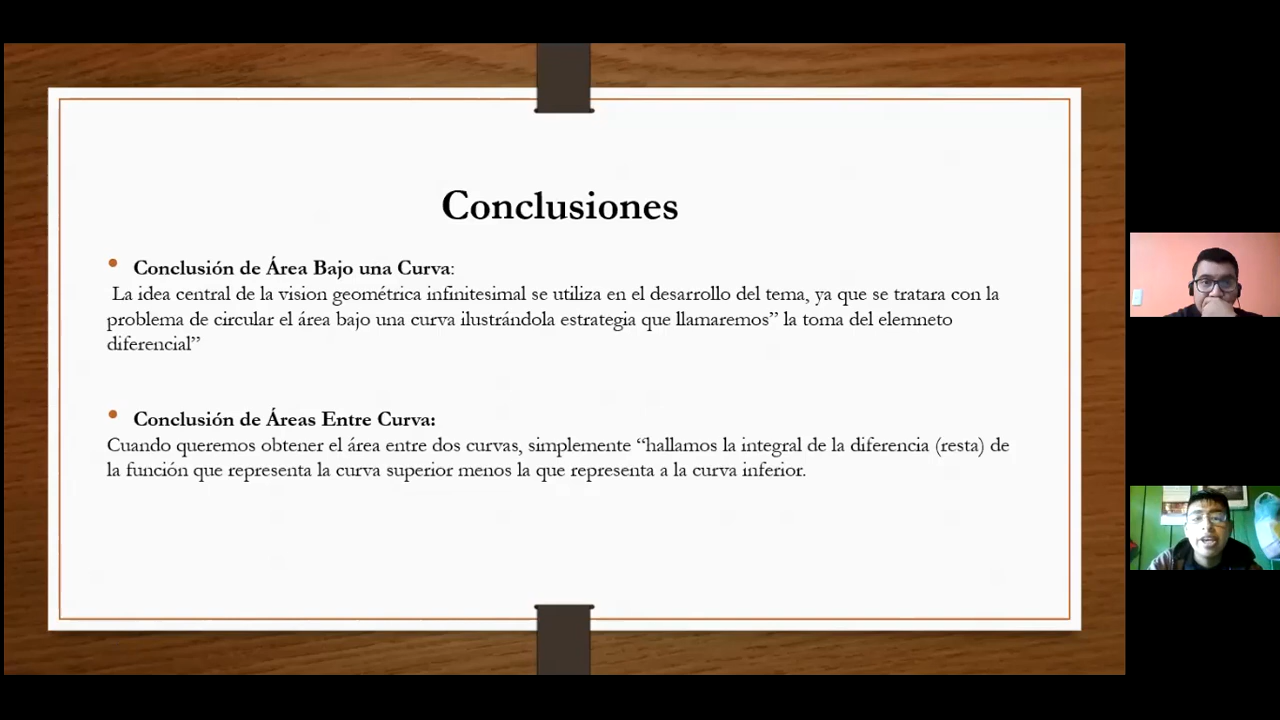 Conclusiones
• Conclusión de Área Bajo una Curva:
La idea central de la vision geométrica infinitesimal se utiliza en el desarrollo del tema, ya que se tratara con la
problema de circular el área bajo una curva ilustrándola estrategia que llamaremos” la toma del elemneto
diferencial”
• Conclusión de Áreas Entre Curva:
Cuando queremos obtener el área entre dos curvas, simplemente “hallamos la integral de la diferencia (resta) de
la función que representa la curva superior menos la que representa a la curva inferior.